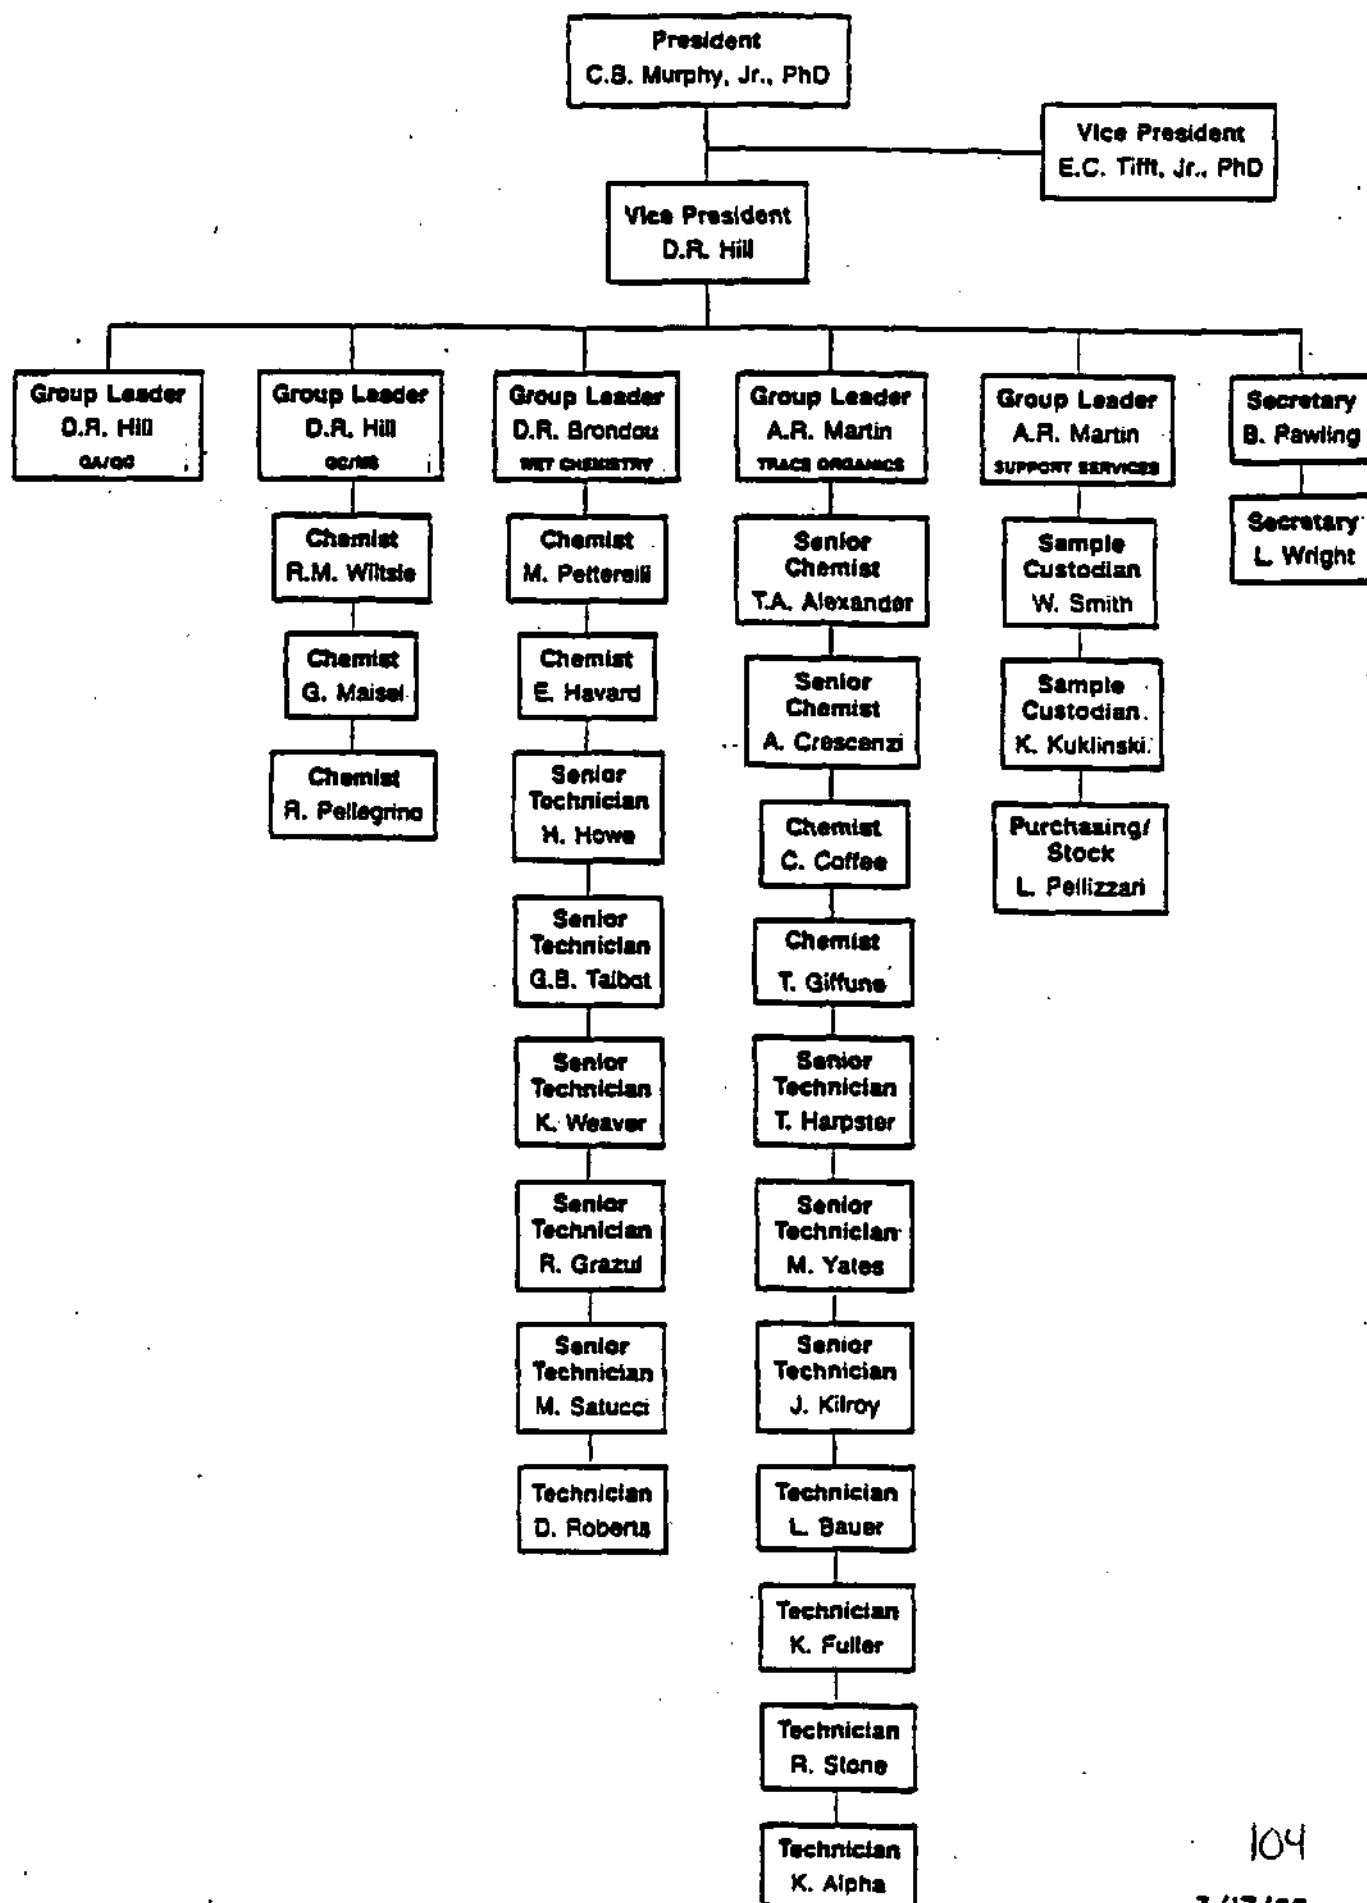 President
C.B. Murphy, Jr., PhD
Vice President
E.C. Tifft, Jr., PhD
Vice President
D.R. Hill
Group Leader
D.R. Hill
QA/QC
Group Leader
D.R. Hill
GC/MS
Group Leader
D.R. Brondou
WET CHEMISTRY
Group Leader
A.R. Martin
TRACE ORGANICS
Group Leader
A.R. Martin
SUPPORT SERVICES
Secretary
B. Rawling
Chemist
R.M. Wiltsie
Chemist
G. Maisel
Chemist
R. Pellegrino
Chemist
M. Petterelli
Chemist
E. Havard
Senior
Technician
H. Howe
Senior
Technician
G.B. Talbot
Senior
Technician
K. Weaver
Senior
Technician
R. Grazul
Senior
Technician
M. Satucci
Technician
D. Roberts
Senior
Chemist
T.A. Alexander
Senior
Chemist
A. Crescenzi
Chemist
C. Coffee
Chemist
T. Giffune
Senior
Technician
T. Harpster
Senior
Technician
M. Yates
Senior
Technician
J. Kilroy
Technician
L. Bauer
Technician
K. Fuller
Technician
R. Stone
Technician
K. Alpha
Sample
Custodian
W. Smith
Sample
Custodian
K. Kuklinski
Purchasing/
Stock
L. Pellizzari
Secretary
L. Wright
104